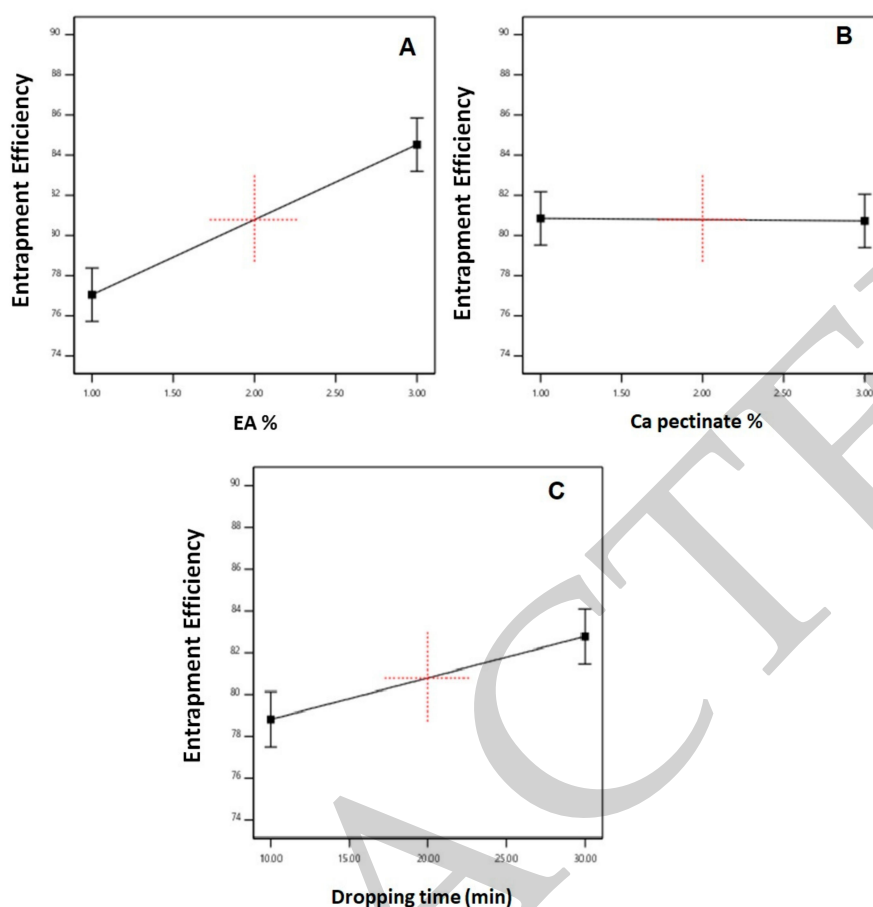 A
Entrapment Efficiency
90
88
86
84
82
80
78
76
74
1.00 1.50 2.00 2.50 3.00
EA %
B
Entrapment Efficiency
90
88
86
84
82
80
78
76
74
1.00 1.50 2.00 2.50 3.00
Ca pectinate %
C
Entrapment Efficiency
90
88
86
84
82
80
78
76
74
10.00 15.00 20.00 25.00 30.00
Dropping time (min)
ACTE